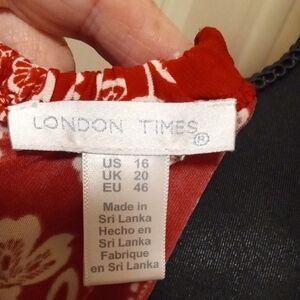 LONDON TIMES®
US 16
UK 20
EU 46
Made in
Sri Lanka
Hecho en
Sri Lanka
Fabrique
en Sri Lanka